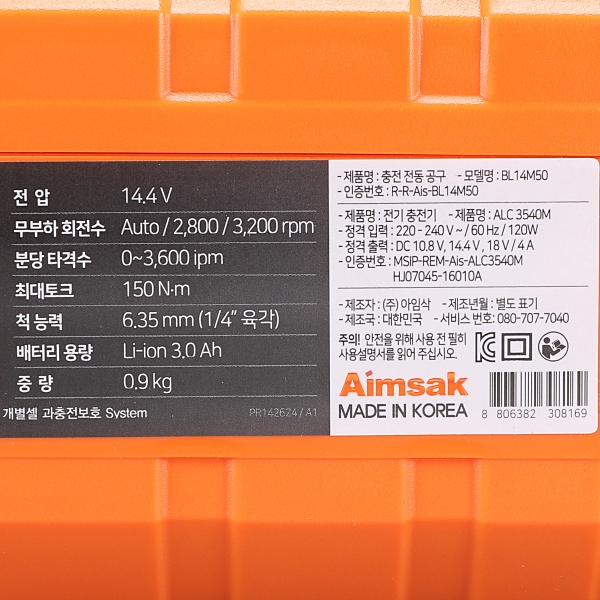 전 압 14.4 V
무부하 회전수 Auto / 2,800 / 3,200 rpm
분당 타격수 0~3,600 ipm
최대토크 150 N·m
척 능력 6.35 mm (1/4" 육각)
배터리 용량 Li-ion 3.0 Ah
중 량 0.9 kg
개별셀 과충전보호 System PR142624 / A1
- 제품명 : 충전 전동 공구 - 모델명 : BL14M50
- 인증번호 : R-R-Ais-BL14M50
- 제품명 : 전기 충전기 - 제품명 : ALC 3540M
- 정격 입력 : 220 - 240 V ~ / 60 Hz / 120W
- 정격 출력 : DC 10.8 V, 14.4 V , 18 V / 4 A
- 인증번호 : MSIP-REM-Ais-ALC3540M
HJ07045-16010A
- 제조자 : (주) 아임삭 - 제조년월 : 별도 표기
- 제조국 : 대한민국 - 서비스 번호 : 080-707-7040
주의! 안전을 위해 사용 전 필히
사용설명서를 읽어 주십시오.
Aimsak
MADE IN KOREA
8 806382 308169